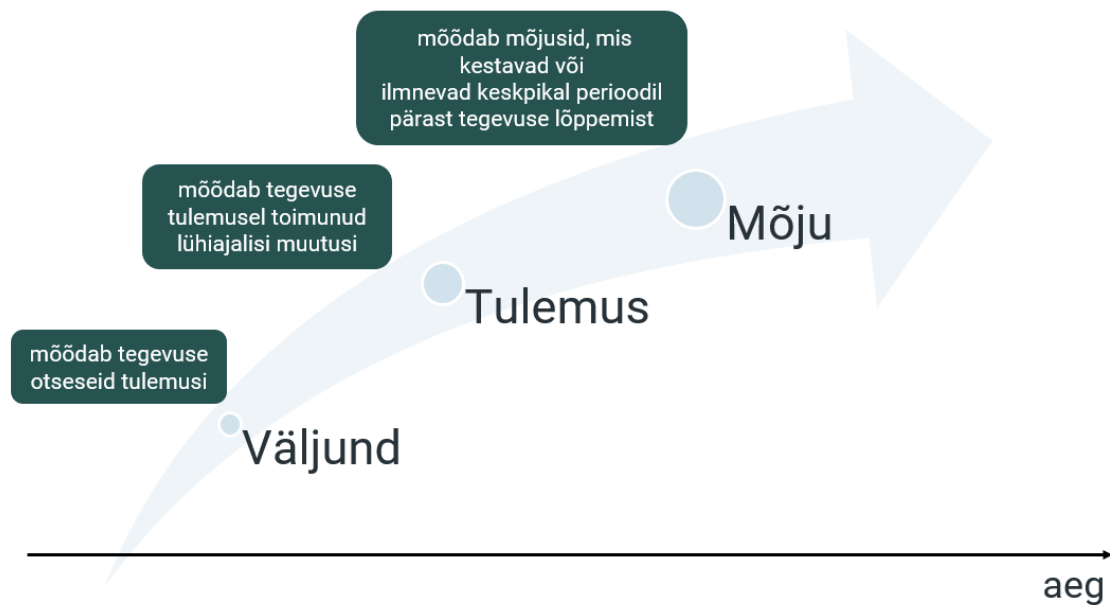 mõõdab mõjusid, mis
kestavad või
ilmnevad keskpikal perioodil
pärast tegevuse lõppemist
mõõdab tegevuse
tulemusel toimunud
lühiajalisi muutusi
Mõju
Tulemus
mõõdab tegevuse
otseseid tulemusi
Väljund
aeg